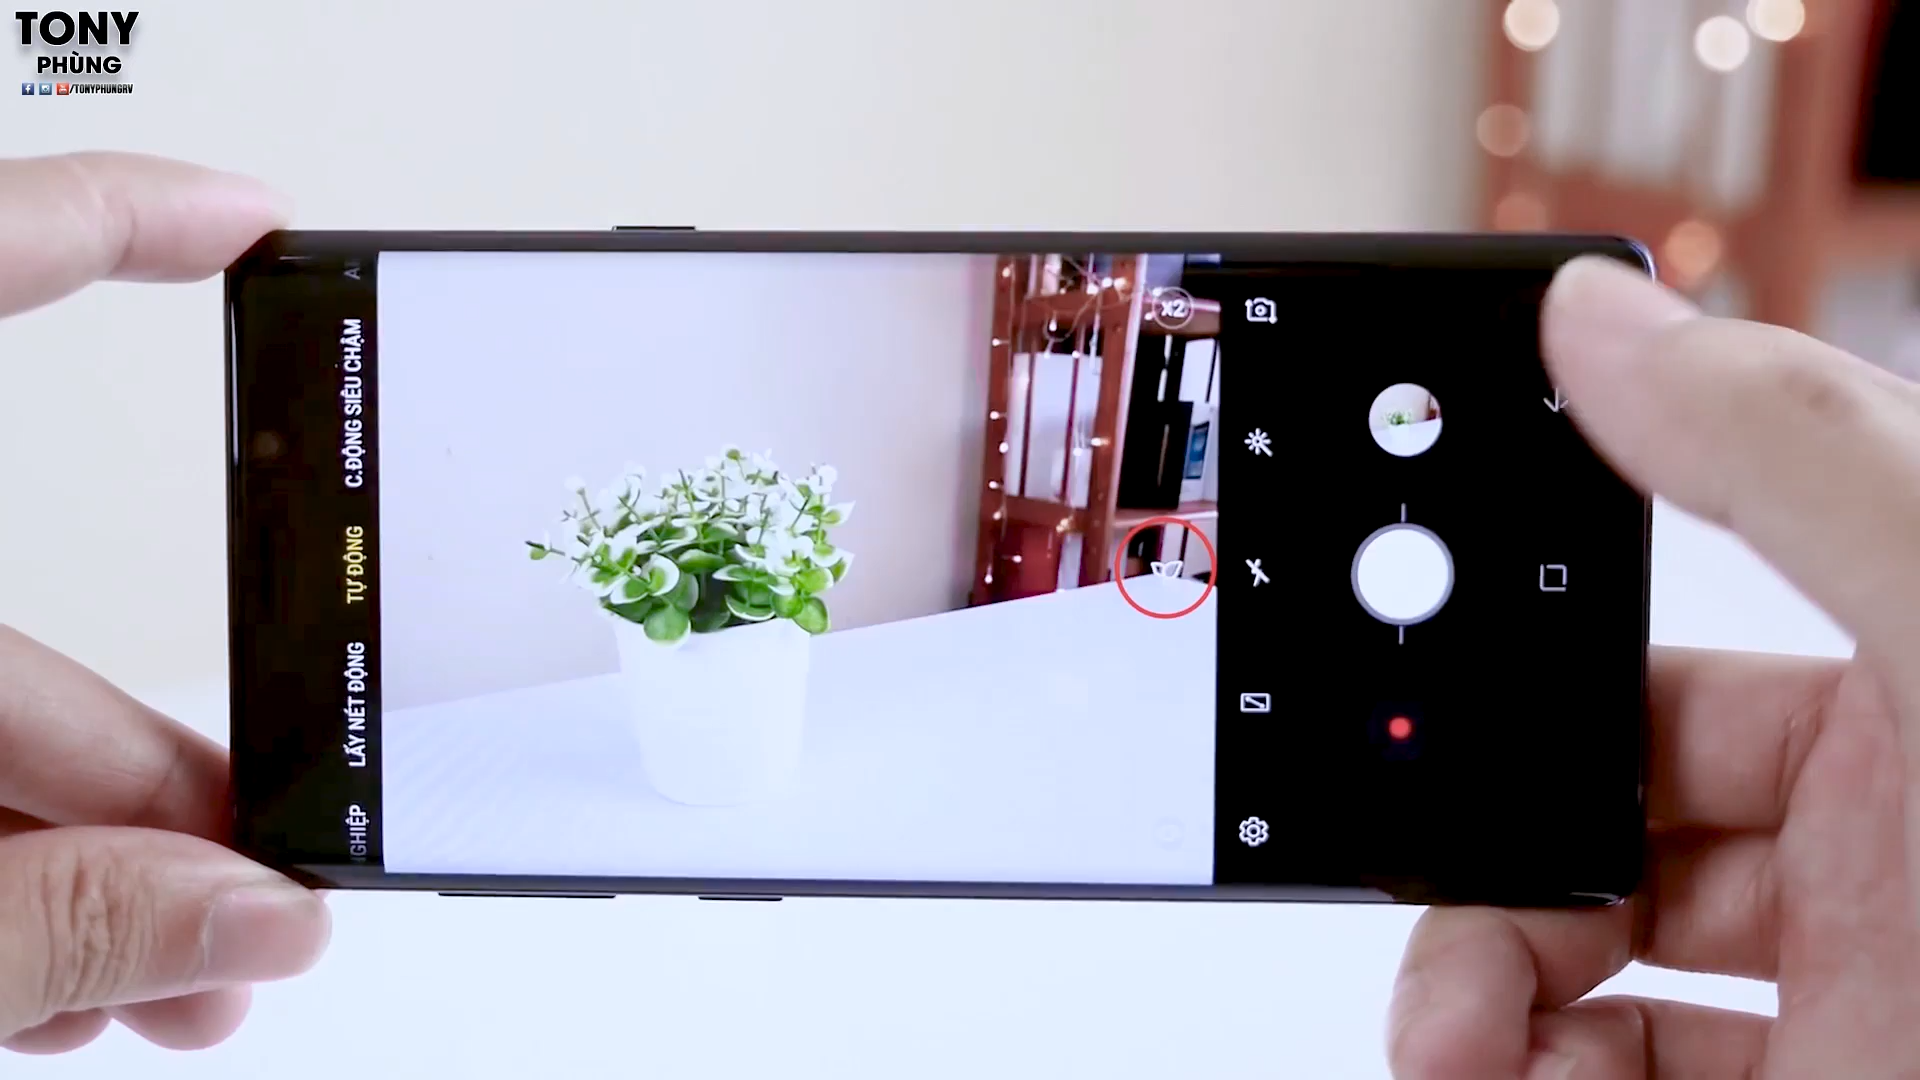 TONY
PHÙNG
/TONYPHUNGRV
C.ĐỘNG SIÊU CHẬM
TỰ ĐỘNG
LẤY NÉT ĐỘNG
NGHIỆP
X2